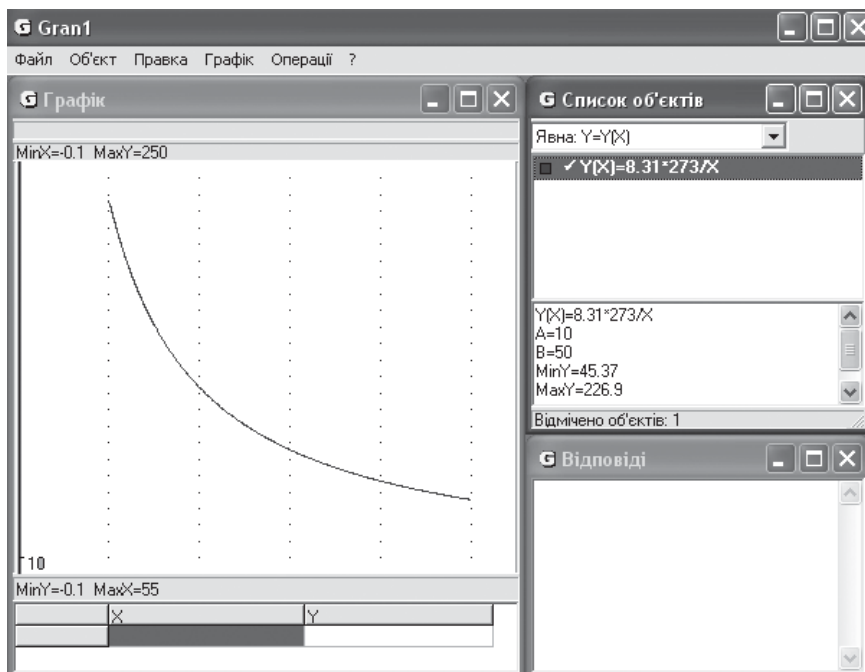 Gran1
Файл Об'єкт Правка Графік Операції ?
Графік
MinX=-0.1 MaxY=250
10
MinY=-0.1 MaxX=55
X Y
Список об'єктів
Явна: Y=Y(X)
✓ Y(X)=8.31*273/X
Y(X)=8.31*273/X
A=10
B=50
MinY=45.37
MaxY=226.9
Відмічено об'єктів: 1
Відповіді